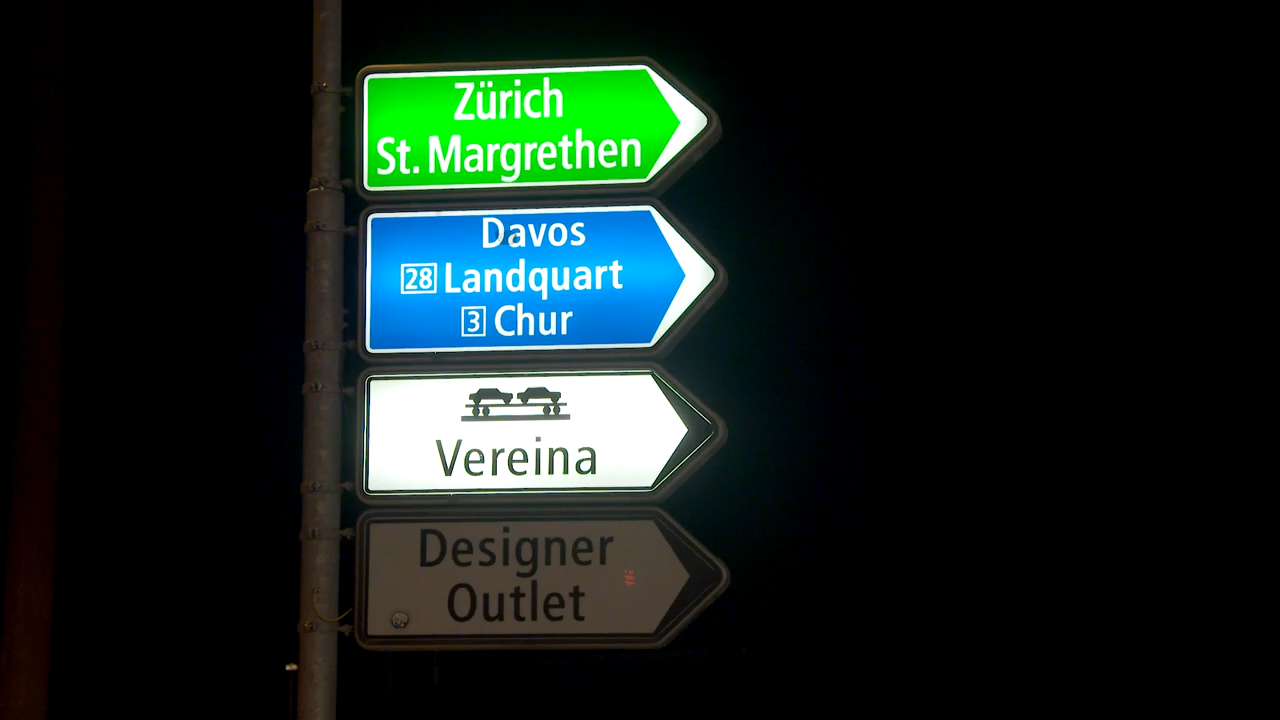 Zürich
St. Margrethen
Davos
28 Landquart
3 Chur
Vereina
Designer
Outlet